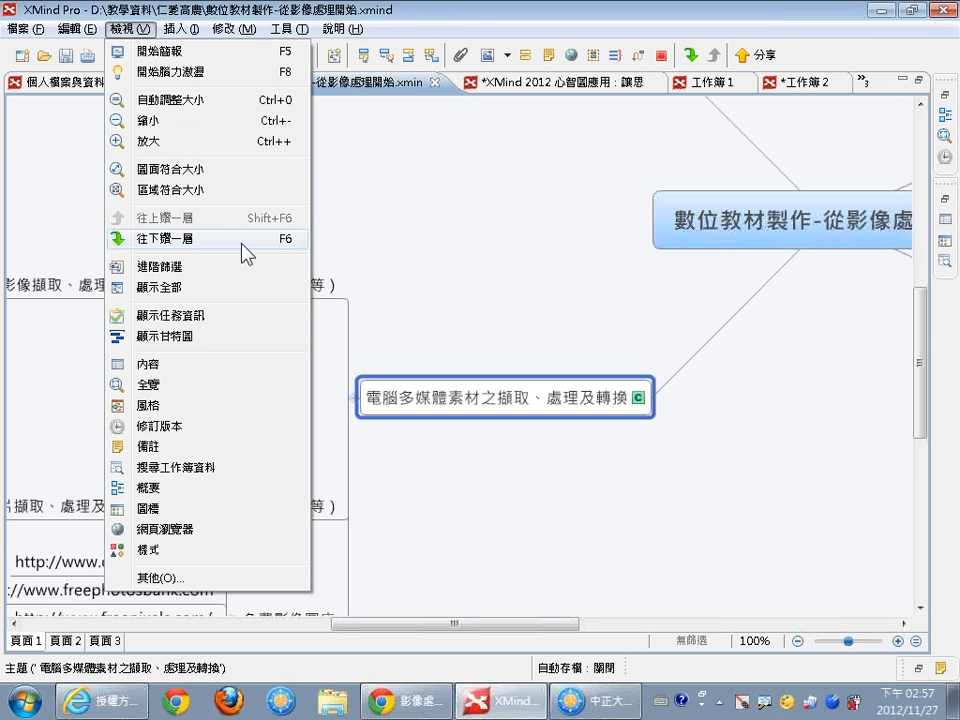 XMind Pro - D:\教學資料\仁愛高農\數位教材製作-從影像處理開始.xmind
檔案 (F) 編輯 (E) 檢視 (V) 插入 (I) 修改 (M) 工具 (T) 說明 (H)
開始簡報 F5
開始腦力激盪 F8
自動調整大小 Ctrl+0
縮小 Ctrl+-
放大 Ctrl++
圖面符合大小
區域符合大小
往上鑽一層 Shift+F6
往下鑽一層 F6
進階篩選
顯示全部
顯示任務資訊
顯示甘特圖
內容
全覽
風格
修訂版本
備註
搜尋工作簿資料
概要
圖標
網頁瀏覽器
樣式
其他(O)...
分享
個人檔案與資料
-從影像處理開始.xmin
*XMind 2012 心智圖應用：讓思
工作簿 1
*工作簿 2
»3
數位教材製作-從影像處
影像擷取、處理
等）
電腦多媒體素材之擷取、處理及轉換
擷取、處理及
等）
http://www.
://www.freephotosbank.com
http://www.freepixels.com/
免費影像圖庫
頁面 1 頁面 2 頁面 3
無篩選 100%
主題 (' 電腦多媒體素材之擷取、處理及轉換')
自動存檔：關閉
授權方...
影像處...
XMind...
中正大...
下午 02:57
2012/11/27